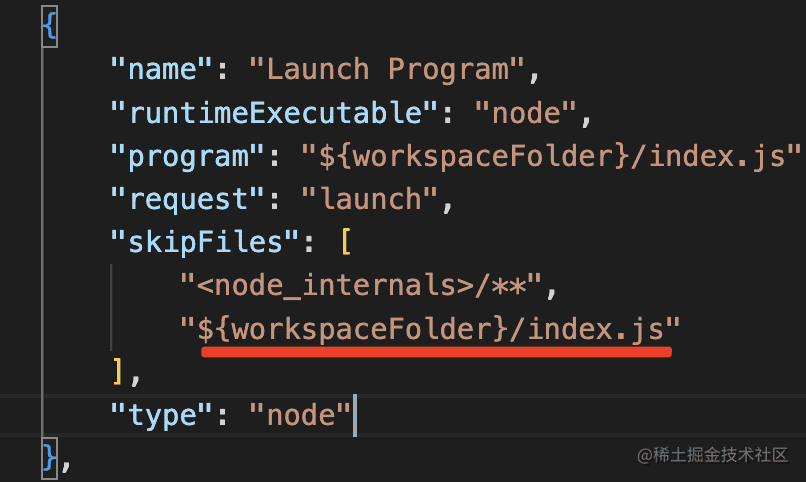 {
"name": "Launch Program",
"runtimeExecutable": "node",
"program": "${workspaceFolder}/index.js"
"request": "launch",
"skipFiles": [
"<node_internals>/**",
"${workspaceFolder}/index.js"
],
"type": "node"
},
@稀土掘金技术社区